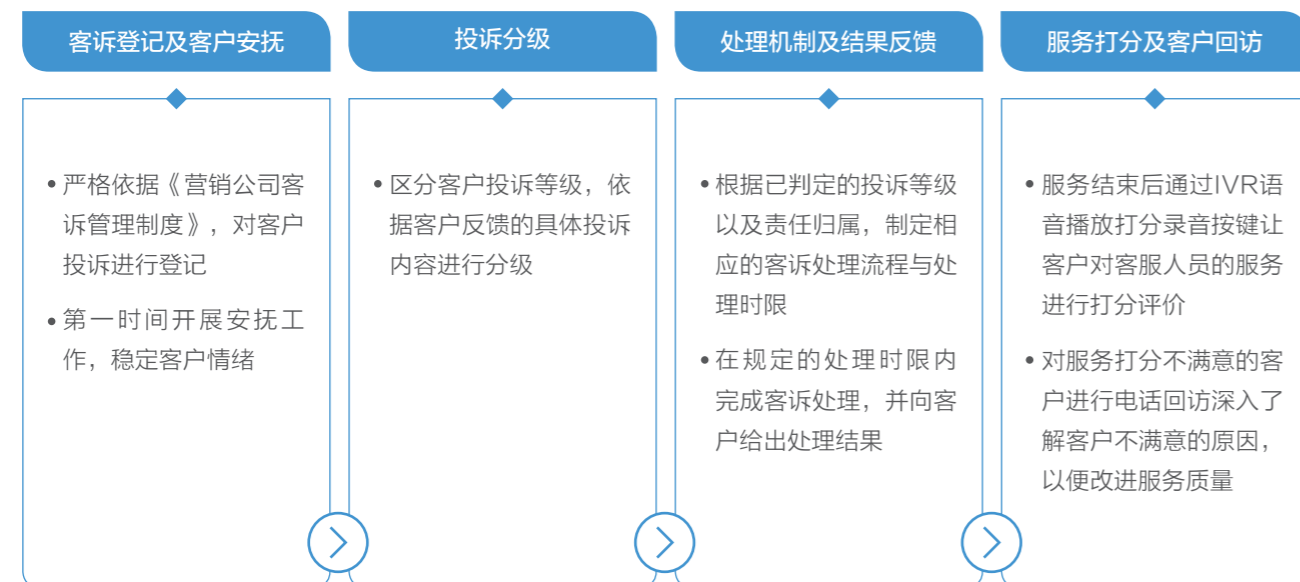 客诉登记及客户安抚
• 严格依据《营销公司客
诉管理制度》，对客户
投诉进行登记
• 第一时间开展安抚工
作，稳定客户情绪
投诉分级
• 区分客户投诉等级，依
据客户反馈的具体投诉
内容进行分级
处理机制及结果反馈
• 根据已判定的投诉等级
以及责任归属，制定相
应的客诉处理流程与处
理时限
• 在规定的处理时限内
完成客诉处理，并向客
户给出处理结果
服务打分及客户回访
• 服务结束后通过IVR语
音播放打分录音按键让
客户对客服人员的服务
进行打分评价
• 对服务打分不满意的客
户进行电话回访深入了
解客户不满意的原因，
以便改进服务质量